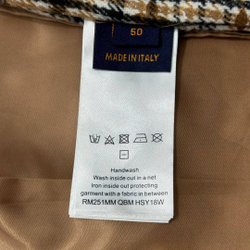 50
MADE IN ITALY
Handwash
Wash inside out in a net
Iron inside out protecting
garment with a fabric in between
RM251MM QBM HSY18W